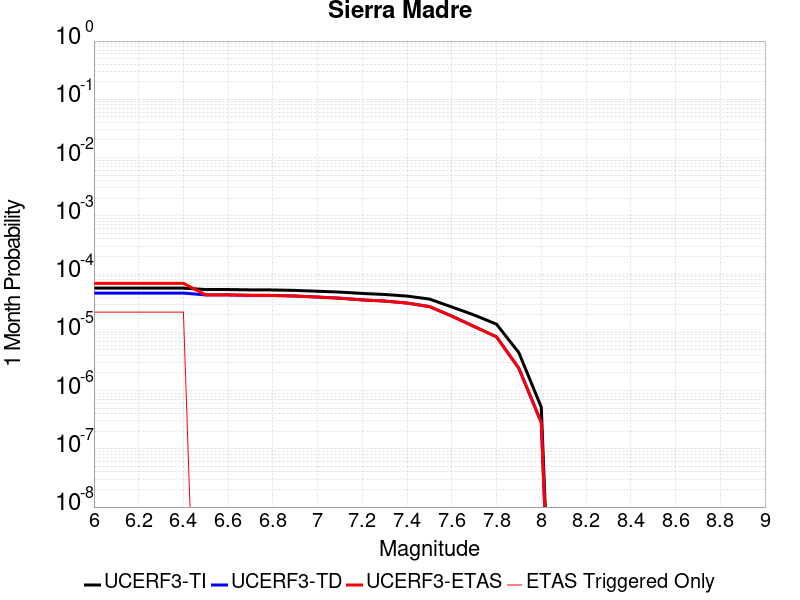 Sierra Madre
10^0
10^-1
10^-2
10^-3
10^-4
10^-5
10^-6
10^-7
10^-8
1 Month Probability
6 6.2 6.4 6.6 6.8 7 7.2 7.4 7.6 7.8 8 8.2 8.4 8.6 8.8 9
Magnitude
UCERF3-TI UCERF3-TD UCERF3-ETAS ETAS Triggered Only